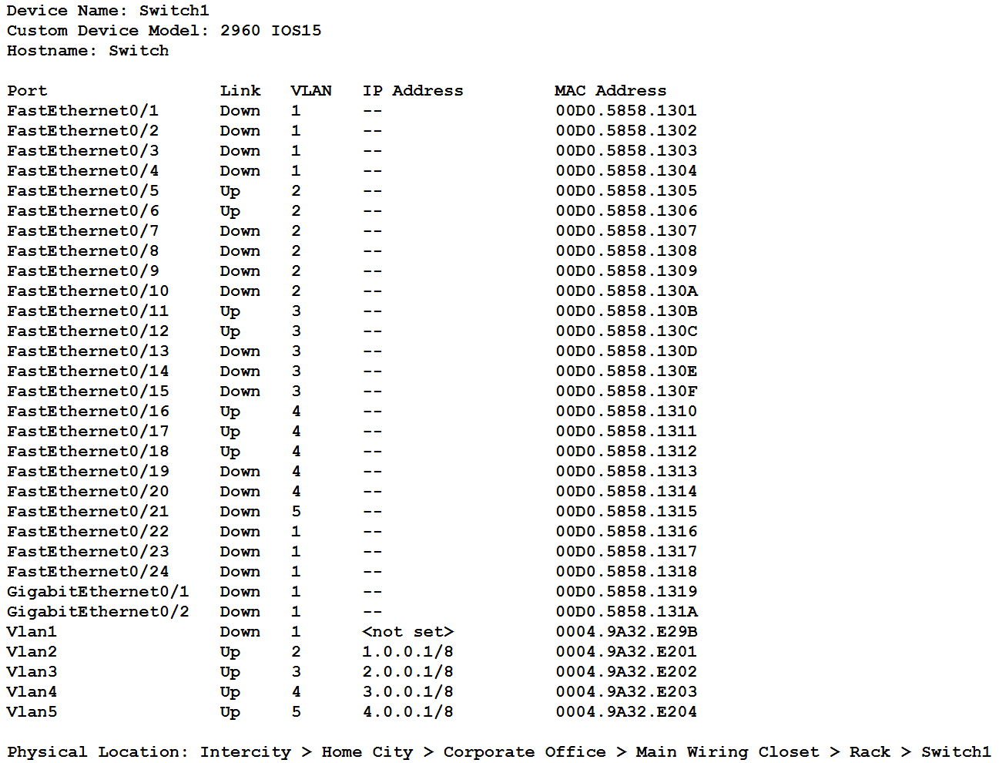 Device Name: Switch1
Custom Device Model: 2960 IOS15
Hostname: Switch
Port Link VLAN IP Address MAC Address
FastEthernet0/1 Down 1 -- 00D0.5858.1301
FastEthernet0/2 Down 1 -- 00D0.5858.1302
FastEthernet0/3 Down 1 -- 00D0.5858.1303
FastEthernet0/4 Down 1 -- 00D0.5858.1304
FastEthernet0/5 Up 2 -- 00D0.5858.1305
FastEthernet0/6 Up 2 -- 00D0.5858.1306
FastEthernet0/7 Down 2 -- 00D0.5858.1307
FastEthernet0/8 Down 2 -- 00D0.5858.1308
FastEthernet0/9 Down 2 -- 00D0.5858.1309
FastEthernet0/10 Down 2 -- 00D0.5858.130A
FastEthernet0/11 Up 3 -- 00D0.5858.130B
FastEthernet0/12 Up 3 -- 00D0.5858.130C
FastEthernet0/13 Down 3 -- 00D0.5858.130D
FastEthernet0/14 Down 3 -- 00D0.5858.130E
FastEthernet0/15 Down 3 -- 00D0.5858.130F
FastEthernet0/16 Up 4 -- 00D0.5858.1310
FastEthernet0/17 Up 4 -- 00D0.5858.1311
FastEthernet0/18 Up 4 -- 00D0.5858.1312
FastEthernet0/19 Down 4 -- 00D0.5858.1313
FastEthernet0/20 Down 4 -- 00D0.5858.1314
FastEthernet0/21 Down 5 -- 00D0.5858.1315
FastEthernet0/22 Down 1 -- 00D0.5858.1316
FastEthernet0/23 Down 1 -- 00D0.5858.1317
FastEthernet0/24 Down 1 -- 00D0.5858.1318
GigabitEthernet0/1 Down 1 -- 00D0.5858.1319
GigabitEthernet0/2 Down 1 -- 00D0.5858.131A
Vlan1 Down 1 <not set> 0004.9A32.E29B
Vlan2 Up 2 1.0.0.1/8 0004.9A32.E201
Vlan3 Up 3 2.0.0.1/8 0004.9A32.E202
Vlan4 Up 4 3.0.0.1/8 0004.9A32.E203
Vlan5 Up 5 4.0.0.1/8 0004.9A32.E204
Physical Location: Intercity > Home City > Corporate Office > Main Wiring Closet > Rack > Switch1